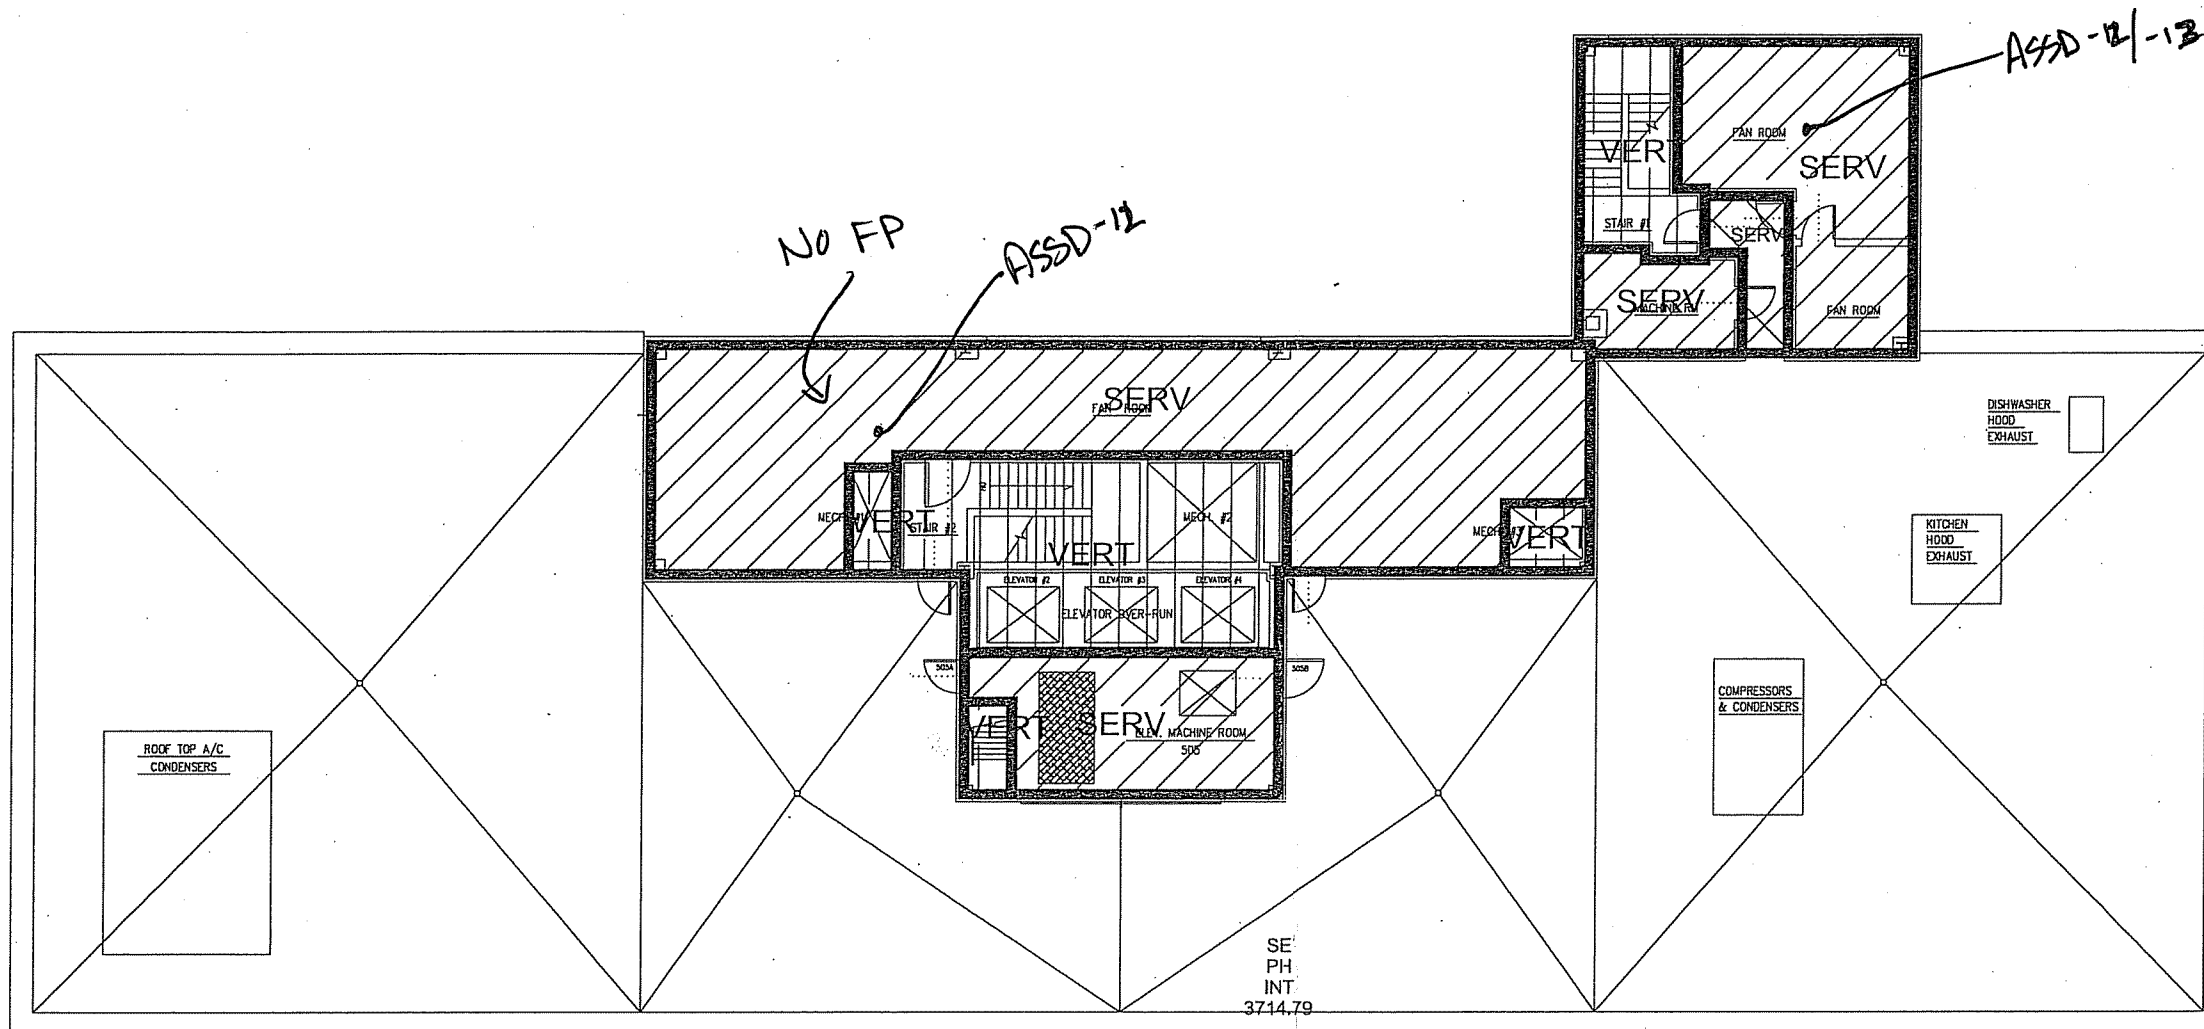 ASSD-12/-13
FAN ROOM
VERT
SERV
STAIR #1
SERV
NO FP
ASSD-12
SERV
MACHINE RM
FAN ROOM
SERV
FAN ROOM
DISHWASHER
HOOD
EXHAUST
MECH
VERT
STAIR #2
MECH. #2
MECH
VERT
KITCHEN
HOOD
EXHAUST
VERT
ELEVATOR #2
ELEVATOR #3
ELEVATOR #4
ELEVATOR OVER-RUN
505A
505B
COMPRESSORS
& CONDENSERS
VERT
SERV
ELEV. MACHINE ROOM
505
ROOF TOP A/C
CONDENSERS
SE
PH
INT
3714.79